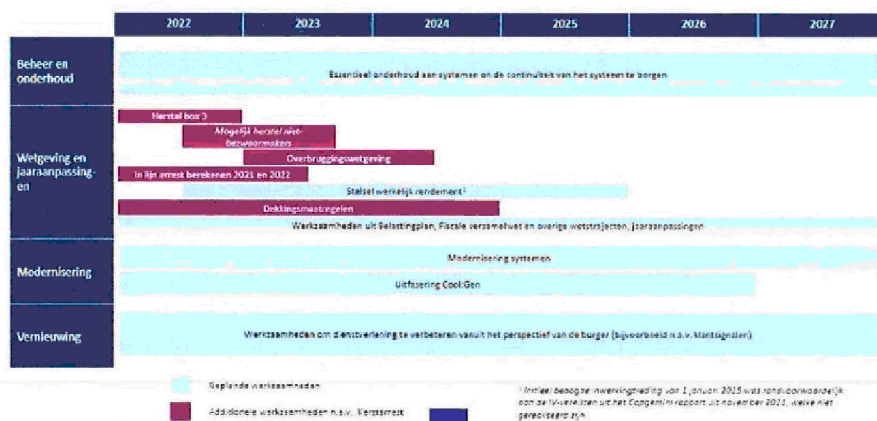 2022 2023 2024 2025 2026 2027
Beheer en
onderhoud
Essentieel onderhoud aan systemen om de continuïteit van het systeem te borgen
Wetgeving en
jaaraanpassing-
en
Herstel box 3
Mogelijk herstel niet-
bezwaarmakers
Overbruggingswetgeving
In lijn arrest berekenen 2021 en 2022
Stelsel werkelijk rendement¹
Dekkingsmaatregelen
Werkzaamheden uit Belastingplan, Fiscale verzamelwet en overige wetstrajecten, jaaraanpassingen
Modernisering
Modernisering systemen
Uitfasering Cool:Gen
Vernieuwing
Werkzaamheden om dienstverlening te verbeteren vanuit het perspectief van de burger (bijvoorbeeld n.a.v. klantsignalen)
Geplande werkzaamheden
Additionele werkzaamheden n.a.v. Kerstarrest
¹ Initieel beoogde inwerkingtreding van 1 januari 2025 was randvoorwaardelijk
aan de IV-vereisten uit het Capgemini rapport uit november 2021, welke niet
gerealiseerd zijn